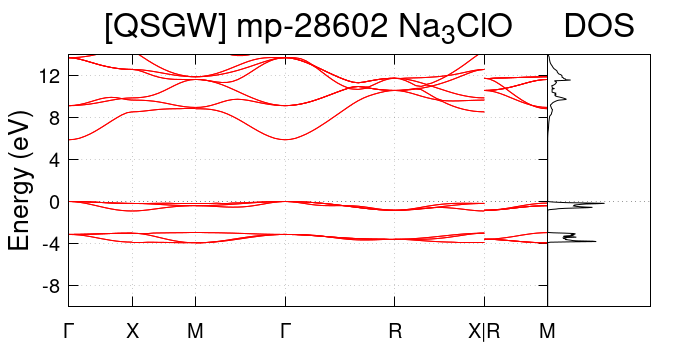 [QSGW] mp-28602 Na₃ClO DOS
Energy (eV)
12
8
4
0
-4
-8
Γ X M Γ R X|R M